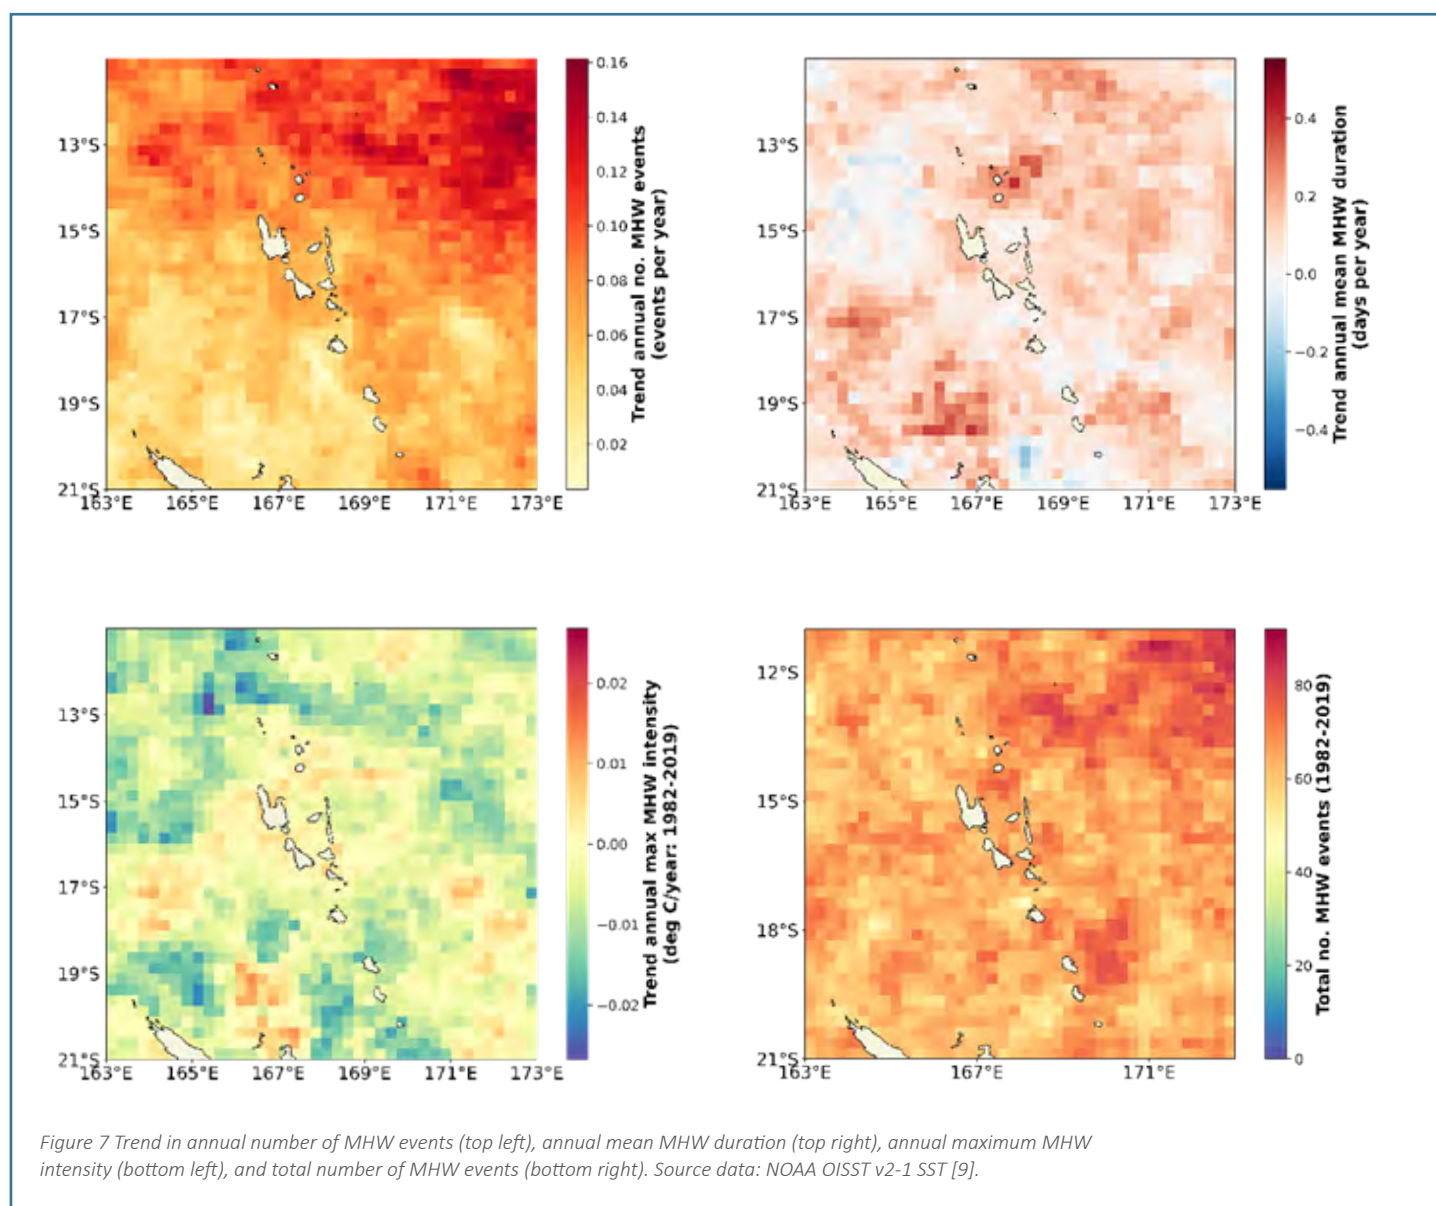 0.16
0.14
0.12
0.10
0.08
0.06
0.04
0.02
Trend annual no. MHW events
(events per year)
13°S
15°S
17°S
19°S
21°S
163°E 165°E 167°E 169°E 171°E 173°E
0.4
0.2
0.0
−0.2
−0.4
Trend annual mean MHW duration
(days per year)
13°S
15°S
17°S
19°S
21°S
163°E 165°E 167°E 169°E 171°E 173°E
0.02
0.01
0.00
−0.01
−0.02
Trend annual max MHW intensity
(deg C/year: 1982-2019)
13°S
15°S
17°S
19°S
21°S
163°E 165°E 167°E 169°E 171°E 173°E
80
60
40
20
0
Total no. MHW events (1982-2019)
12°S
15°S
18°S
21°S
163°E 167°E 171°E
Figure 7 Trend in annual number of MHW events (top left), annual mean MHW duration (top right), annual maximum MHW
intensity (bottom left), and total number of MHW events (bottom right). Source data: NOAA OISST v2-1 SST [9].